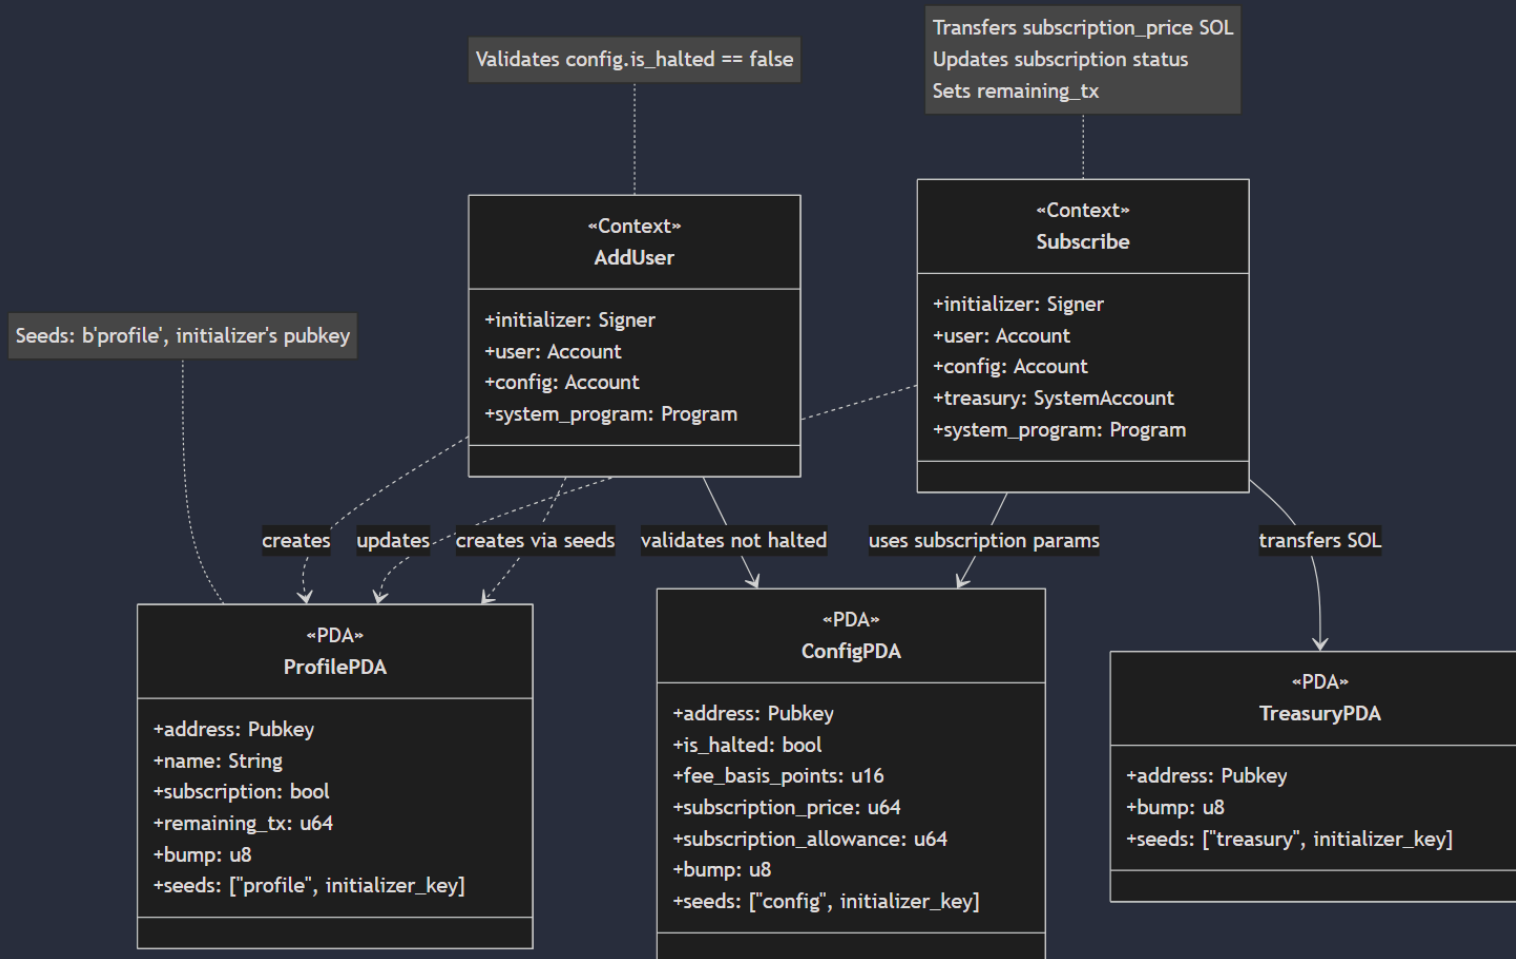 Transfers subscription_price SOL
Updates subscription status
Sets remaining_tx
Validates config.is_halted == false
«Context»
AddUser
+initializer: Signer
+user: Account
+config: Account
+system_program: Program
«Context»
Subscribe
+initializer: Signer
+user: Account
+config: Account
+treasury: SystemAccount
+system_program: Program
Seeds: b'profile', initializer's pubkey
creates
updates
creates via seeds
validates not halted
uses subscription params
transfers SOL
«PDA»
ProfilePDA
+address: Pubkey
+name: String
+subscription: bool
+remaining_tx: u64
+bump: u8
+seeds: ["profile", initializer_key]
«PDA»
ConfigPDA
+address: Pubkey
+is_halted: bool
+fee_basis_points: u16
+subscription_price: u64
+subscription_allowance: u64
+bump: u8
+seeds: ["config", initializer_key]
«PDA»
TreasuryPDA
+address: Pubkey
+bump: u8
+seeds: ["treasury", initializer_key]